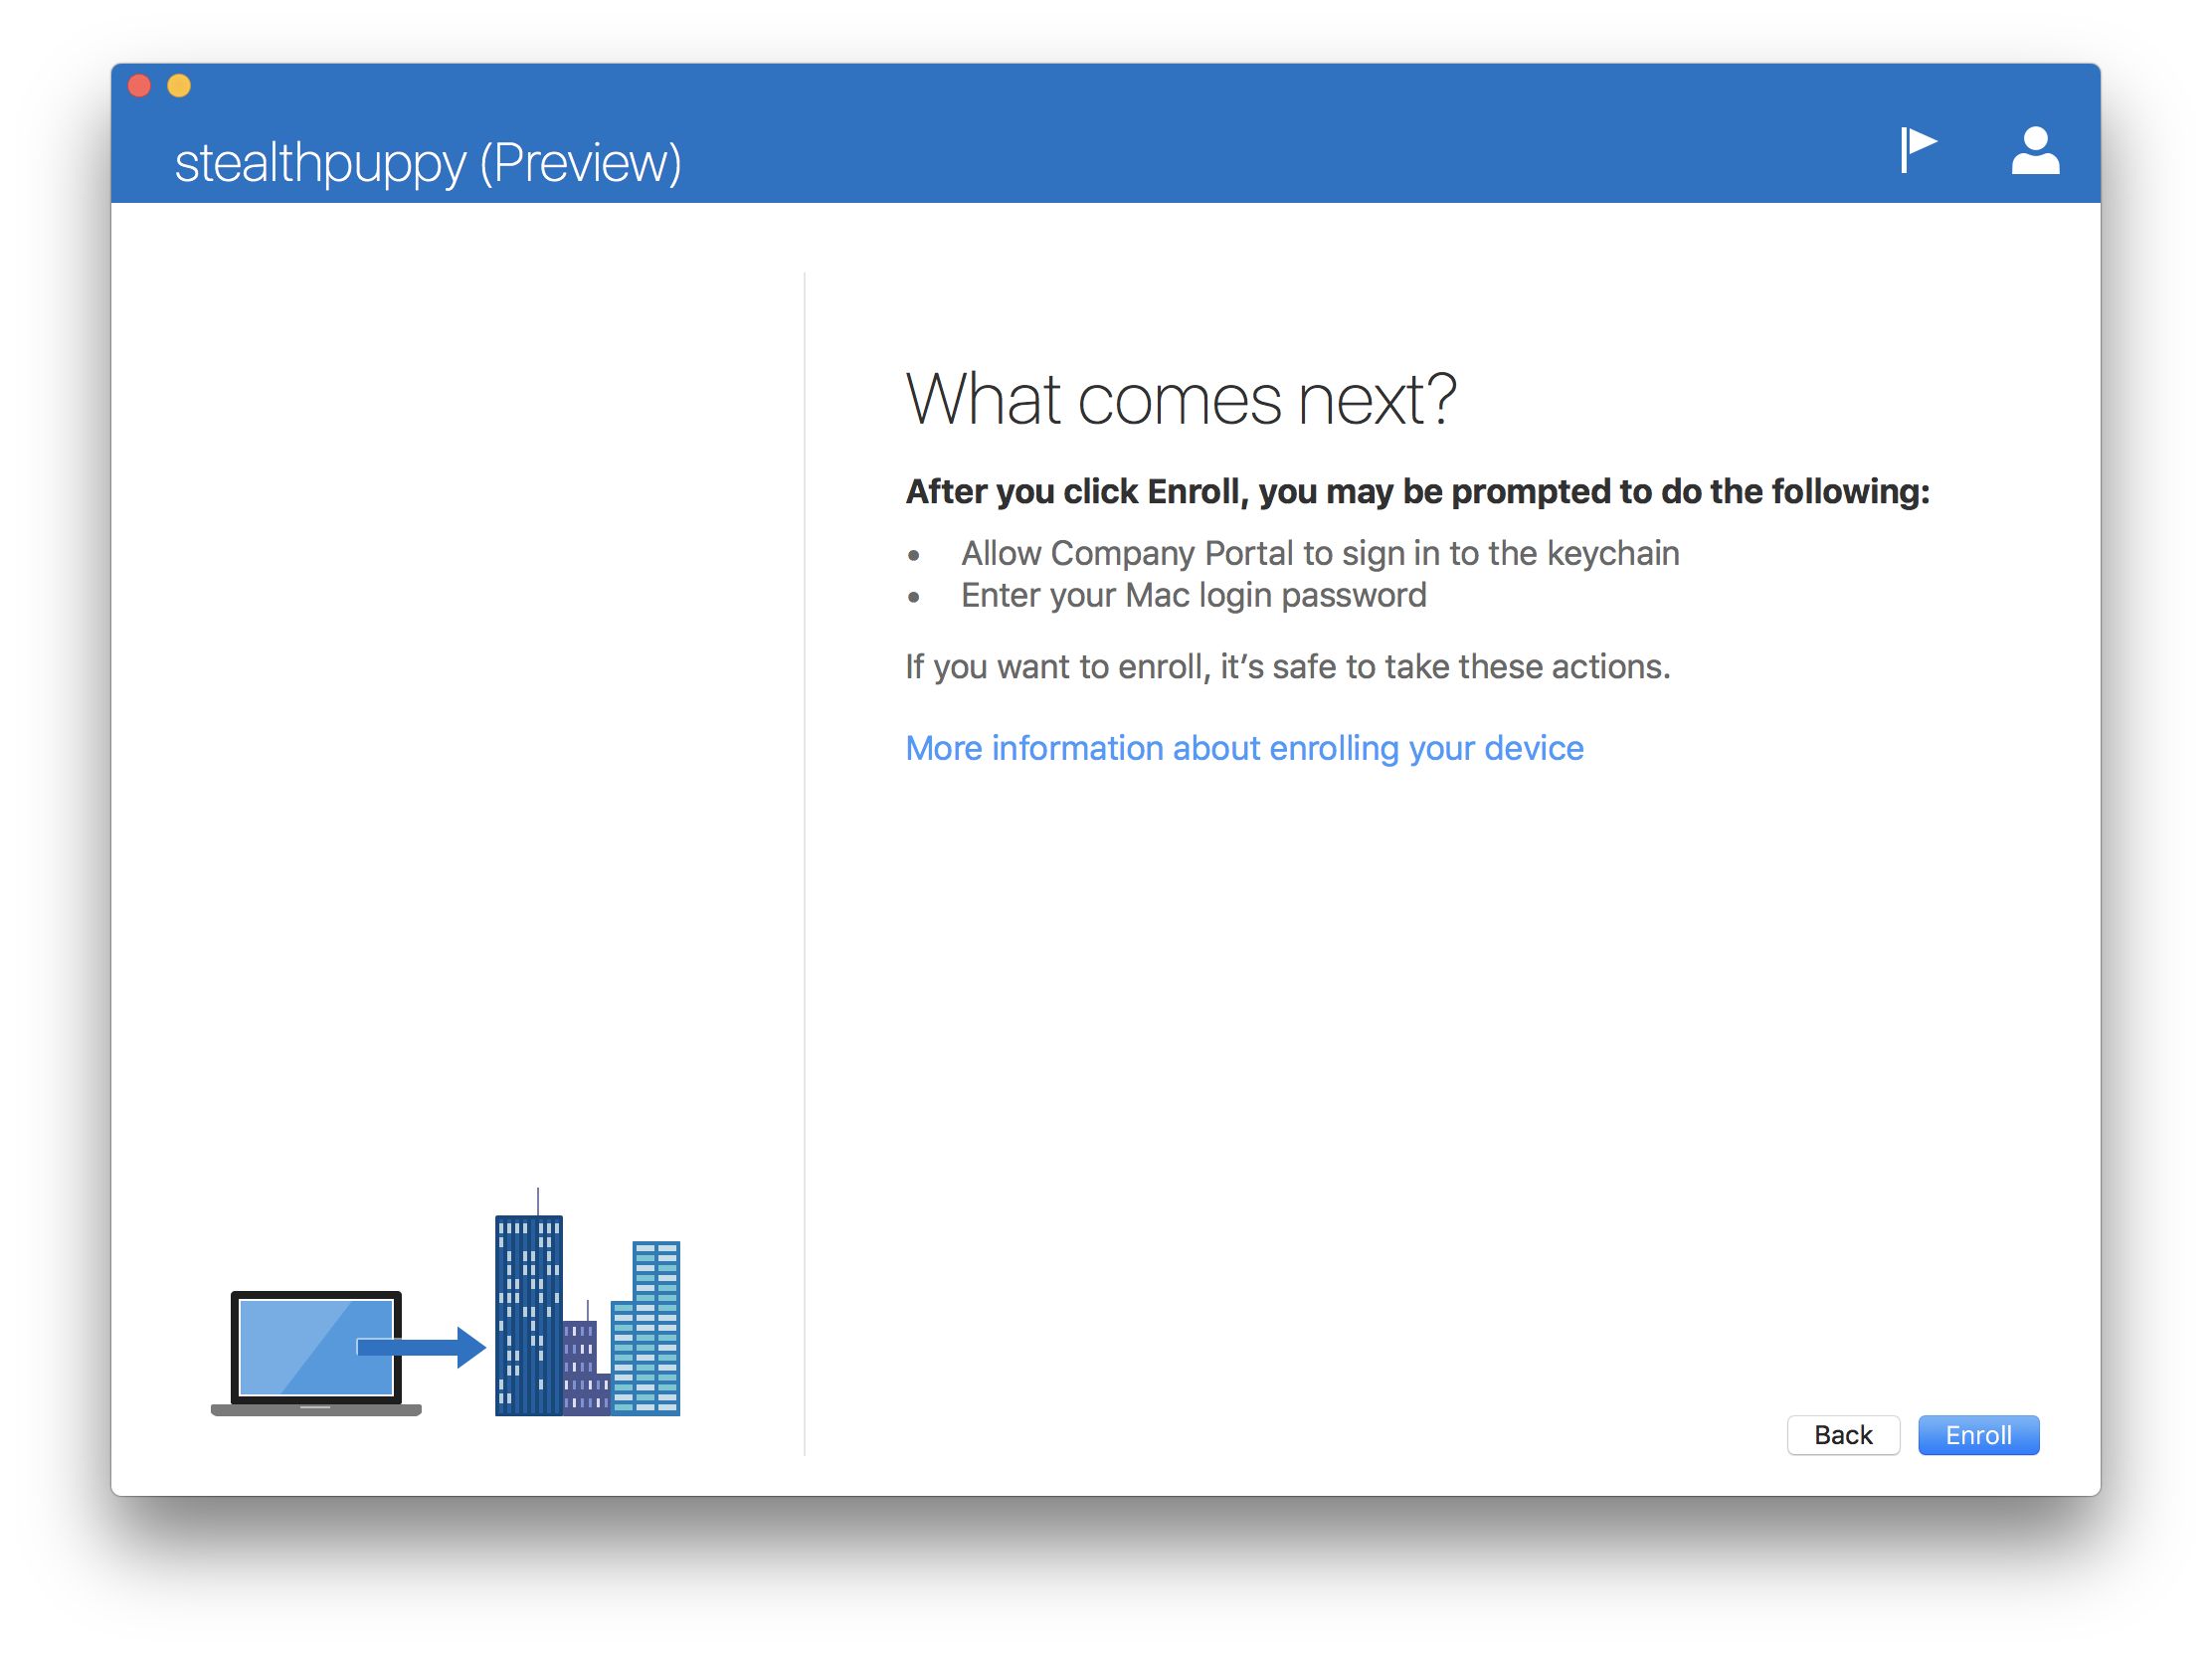 stealthpuppy (Preview)
What comes next?
After you click Enroll, you may be prompted to do the following:
• Allow Company Portal to sign in to the keychain
• Enter your Mac login password
If you want to enroll, it’s safe to take these actions.
More information about enrolling your device
Back
Enroll